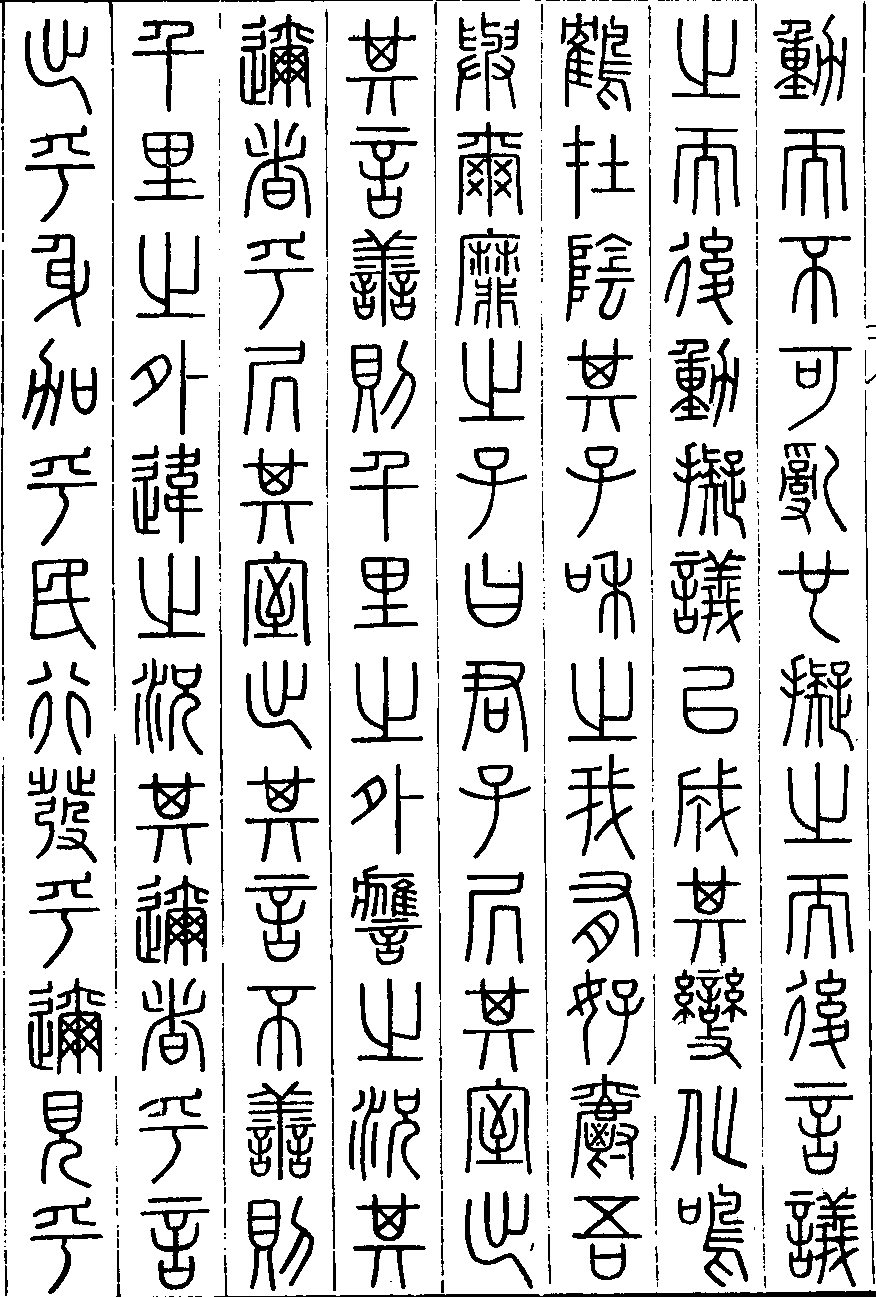 動而不可亂也擬之而後言議
之而後動擬議以成其變化鳴
鶴在陰其子和之我有好爵吾
與爾靡之子曰君子居其室出
其言善則千里之外應之況其
邇者乎居其室出其言不善則
千里之外違之況其邇者乎言
出乎身加乎民行發乎邇見乎